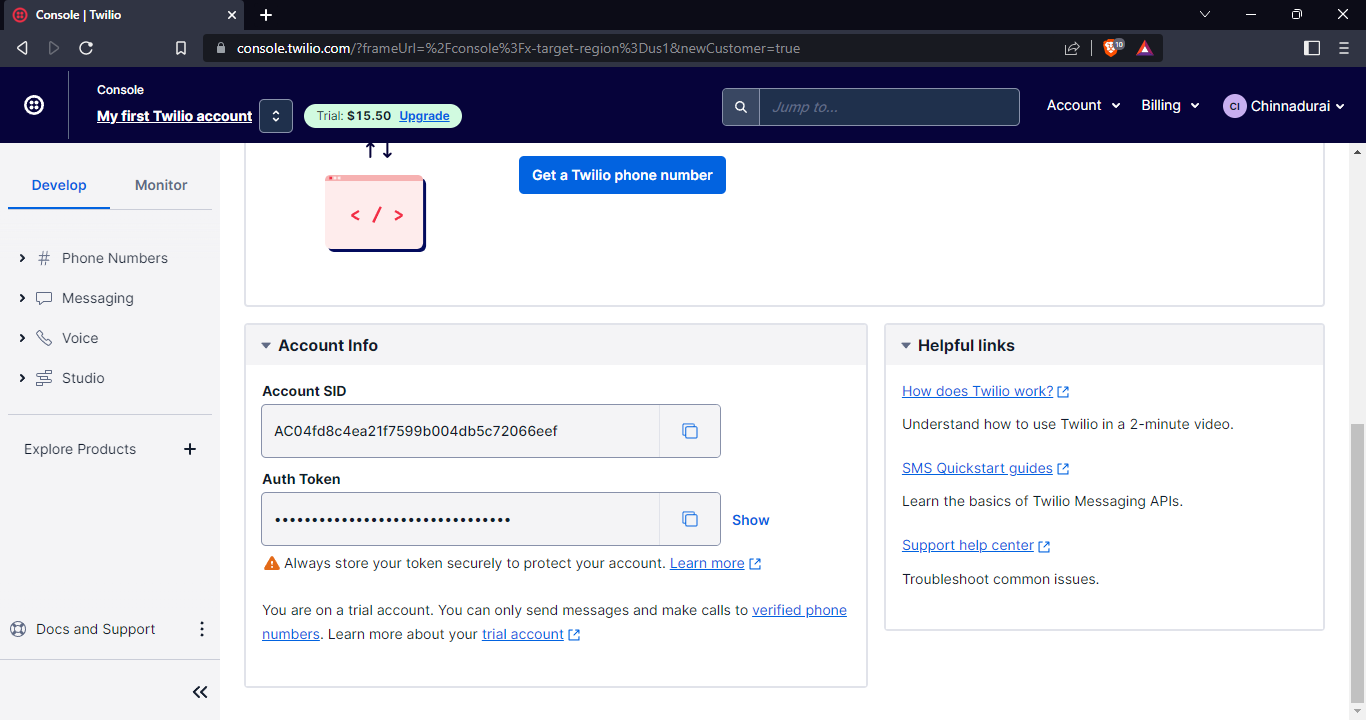 Console | Twilio
console.twilio.com/?frameUrl=%2Fconsole%3Fx-target-region%3Dus1&newCustomer=true
10
Console
My first Twilio account
Trial: $15.50 Upgrade
Jump to...
Account
Billing
CI
Chinnadurai
Develop
Monitor
# Phone Numbers
Messaging
Voice
Studio
Explore Products +
Docs and Support
< / >
Get a Twilio phone number
Account Info
Account SID
AC04fd8c4ea21f7599b004db5c72066eef
Auth Token
••••••••••••••••••••••••••••••••
Show
Always store your token securely to protect your account. Learn more
You are on a trial account. You can only send messages and make calls to verified phone
numbers. Learn more about your trial account
Helpful links
How does Twilio work?
Understand how to use Twilio in a 2-minute video.
SMS Quickstart guides
Learn the basics of Twilio Messaging APIs.
Support help center
Troubleshoot common issues.